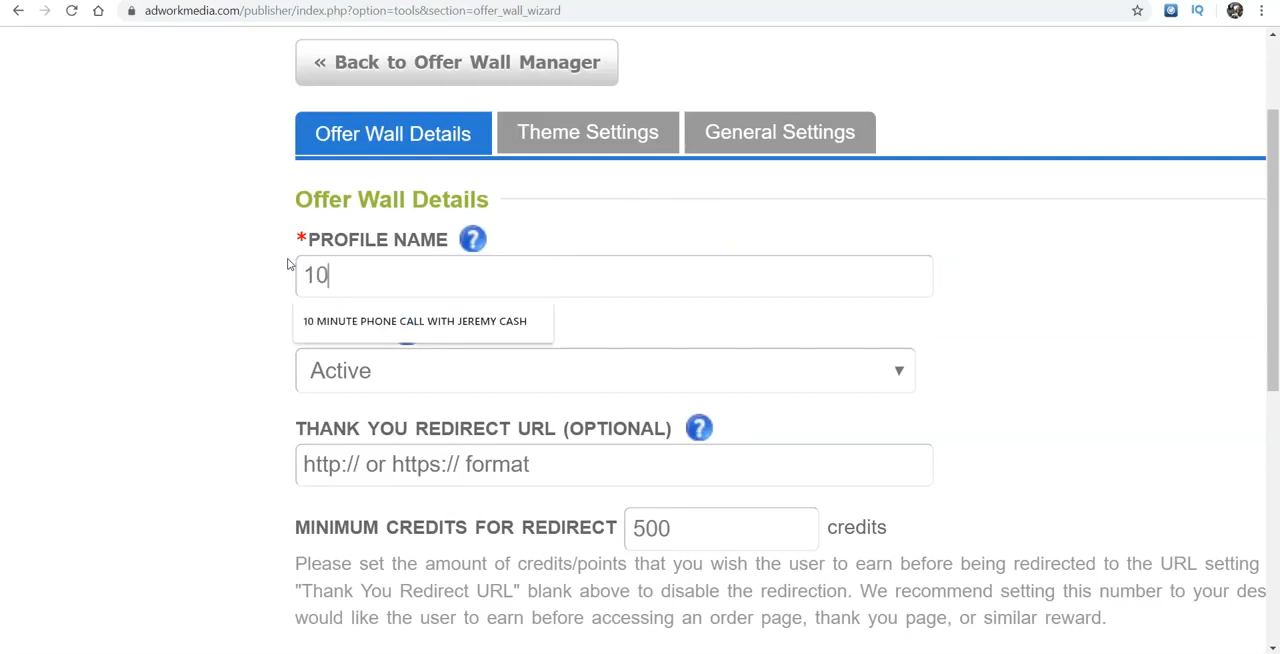 adworkmedia.com/publisher/index.php?option=tools&section=offer_wall_wizard
IQ
« Back to Offer Wall Manager
Offer Wall Details
Theme Settings
General Settings
Offer Wall Details
*PROFILE NAME ?
10
10 MINUTE PHONE CALL WITH JEREMY CASH
Active
THANK YOU REDIRECT URL (OPTIONAL) ?
http:// or https:// format
MINIMUM CREDITS FOR REDIRECT 500 credits
Please set the amount of credits/points that you wish the user to earn before being redirected to the URL setting
"Thank You Redirect URL" blank above to disable the redirection. We recommend setting this number to your des
would like the user to earn before accessing an order page, thank you page, or similar reward.